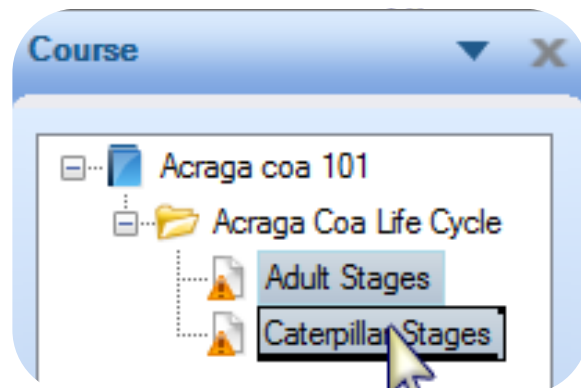 Course
Acraga coa 101
Acraga Coa Life Cycle
Adult Stages
Caterpillar Stages